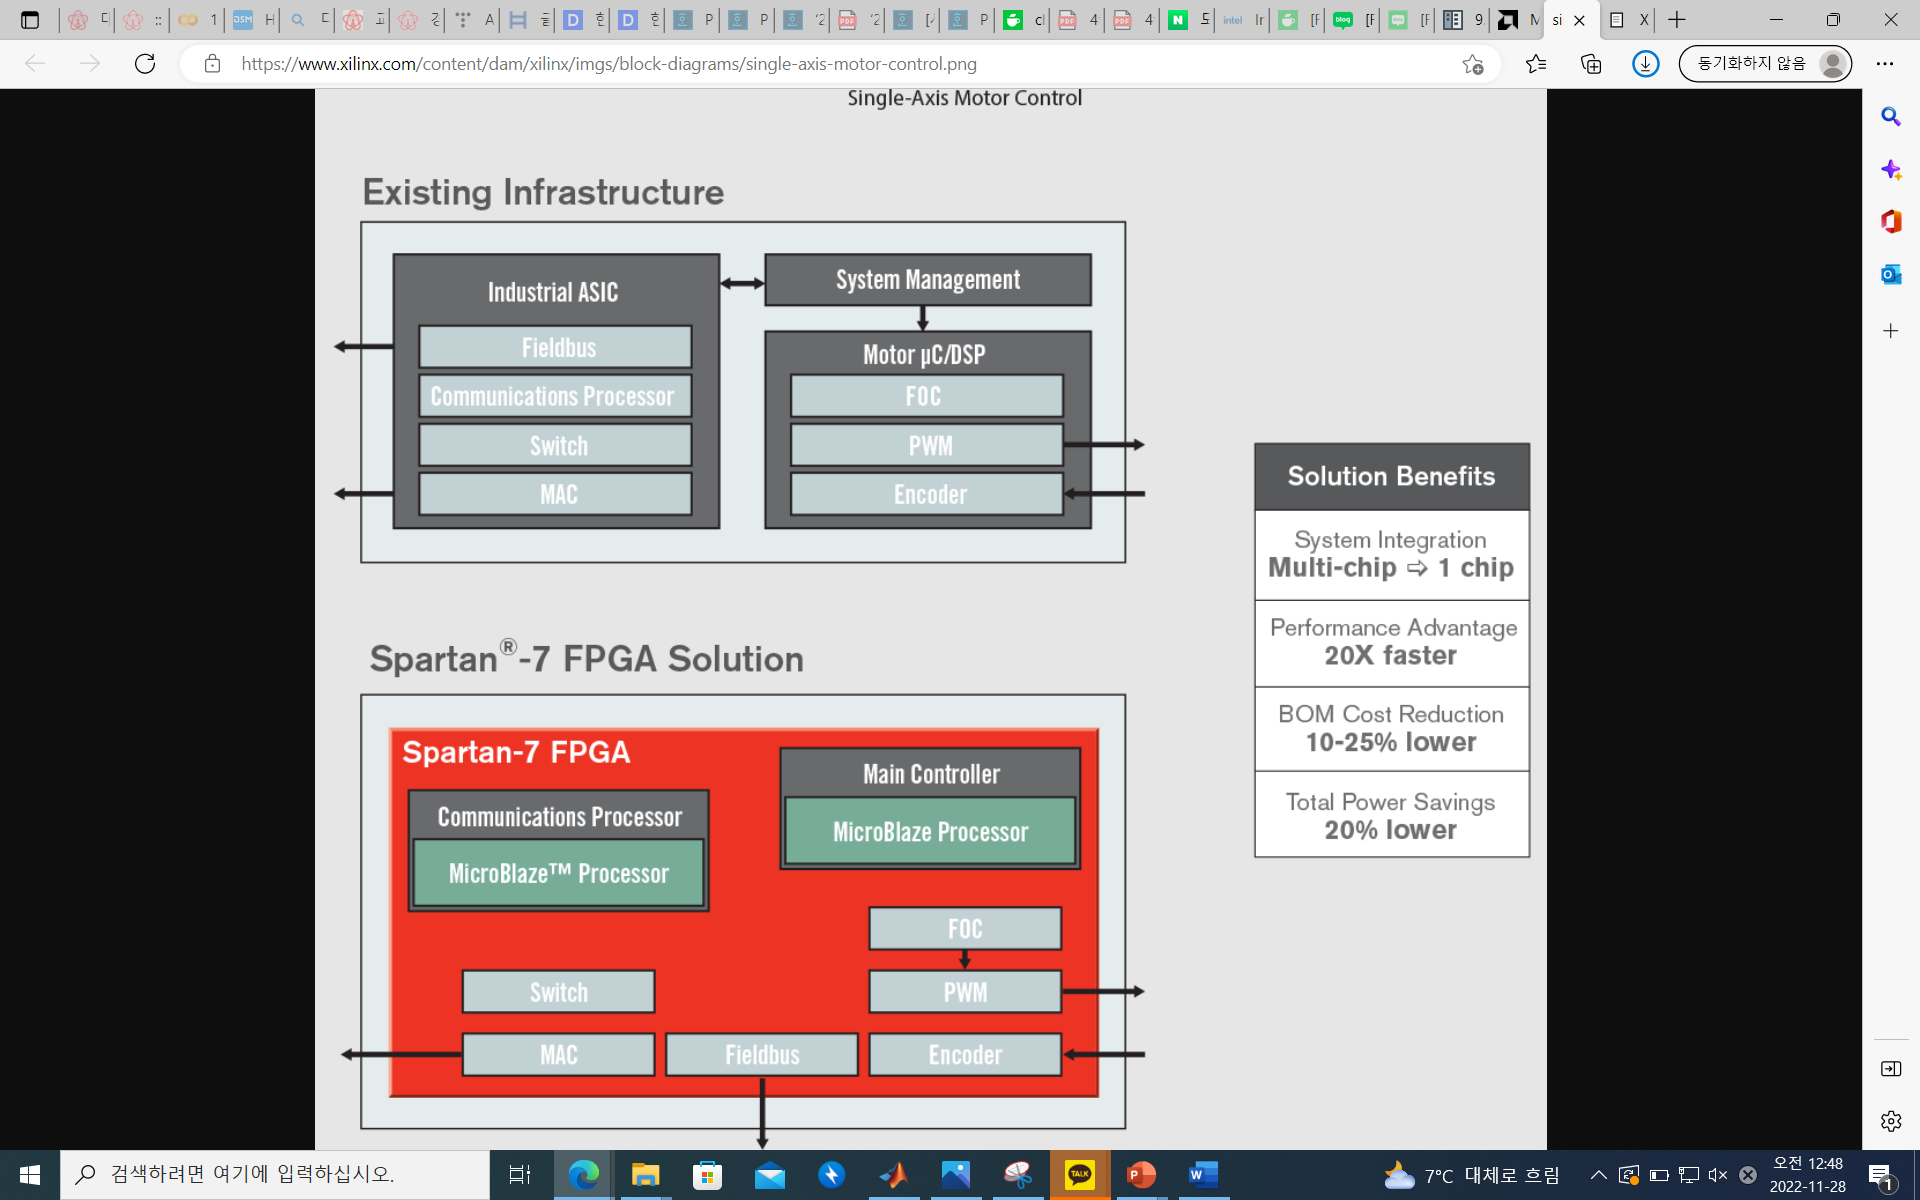 https://www.xilinx.com/content/dam/xilinx/imgs/block-diagrams/single-axis-motor-control.png
동기화하지 않음
Single-Axis Motor Control
Existing Infrastructure
Industrial ASIC
Fieldbus
Communications Processor
Switch
MAC
System Management
Motor µC/DSP
FOC
PWM
Encoder
Spartan®-7 FPGA Solution
Spartan-7 FPGA
Communications Processor
MicroBlaze™ Processor
Main Controller
MicroBlaze Processor
FOC
Switch
PWM
MAC
Fieldbus
Encoder
Solution Benefits
System Integration
Multi-chip ⇨ 1 chip
Performance Advantage
20X faster
BOM Cost Reduction
10-25% lower
Total Power Savings
20% lower
검색하려면 여기에 입력하십시오.
TALK
7°C 대체로 흐림
오전 12:48
2022-11-28
1